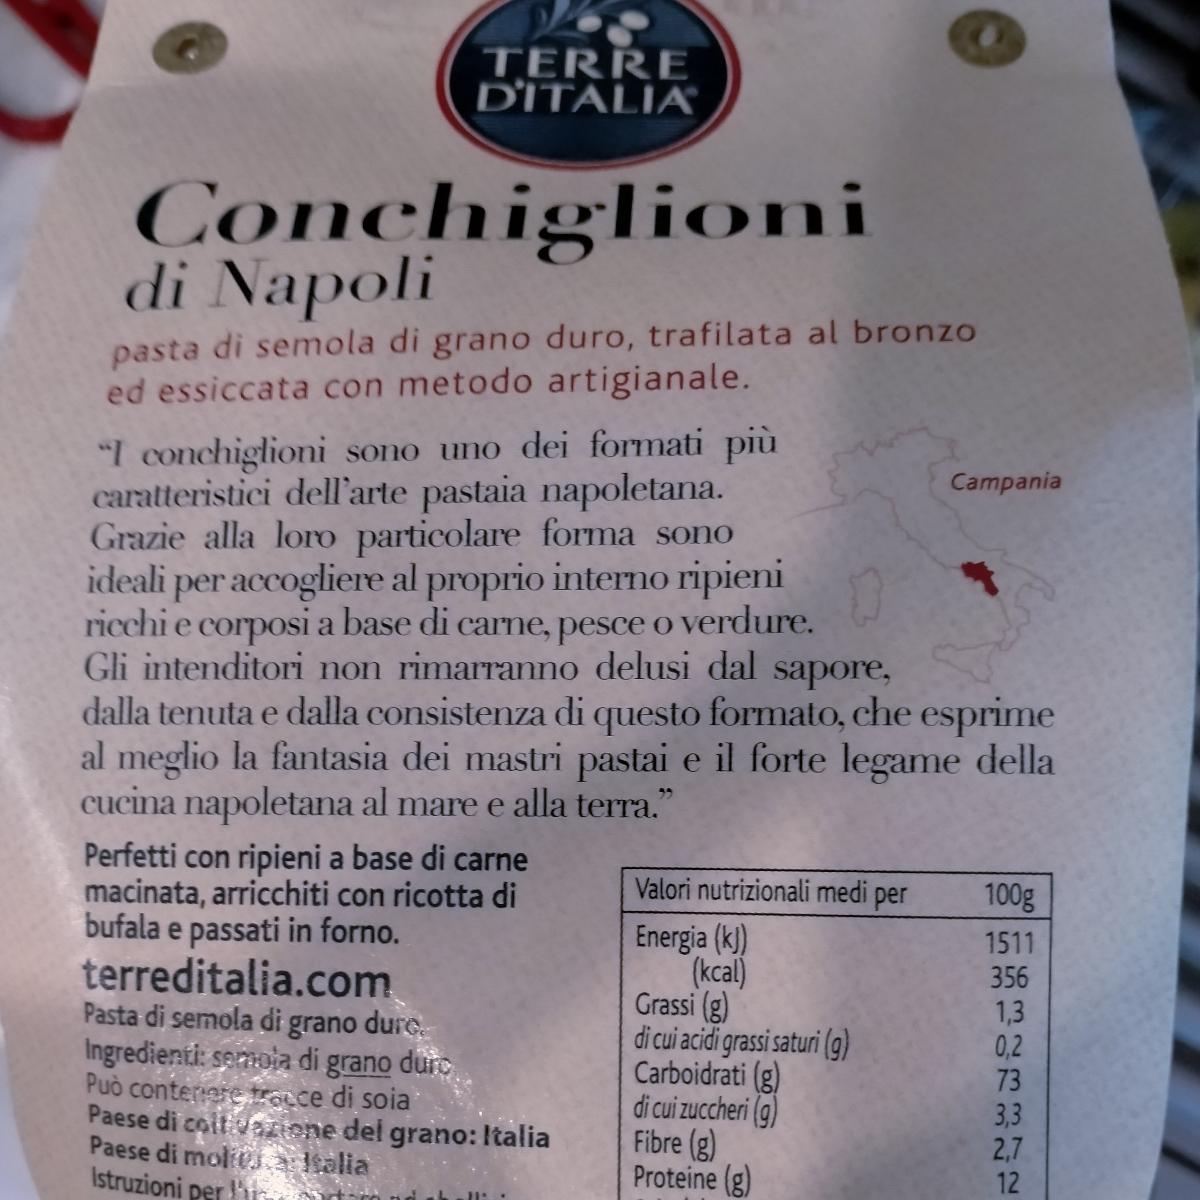 TERRE
D'ITALIA
Conchiglioni
di Napoli
pasta di semola di grano duro, trafilata al bronzo
ed essiccata con metodo artigianale.
“I conchiglioni sono uno dei formati più
caratteristici dell'arte pastaia napoletana.
Grazie alla loro particolare forma sono
ideali per accogliere al proprio interno ripieni
ricchi e corposi a base di carne, pesce o verdure.
Gli intenditori non rimarranno delusi dal sapore,
dalla tenuta e dalla consistenza di questo formato, che esprime
al meglio la fantasia dei mastri pastai e il forte legame della
cucina napoletana al mare e alla terra.”
Campania
Perfetti con ripieni a base di carne
macinata, arricchiti con ricotta di
bufala e passati in forno.
terreditalia.com
Pasta di semola di grano duro.
Ingredienti: semola di grano duro
Può contenere tracce di soia
Paese di coltivazione del grano: Italia
Paese di molitura: Italia
Istruzioni per
Valori nutrizionali medi per 100g
Energia (kJ) 1511
(kcal) 356
Grassi (g) 1,3
di cui acidi grassi saturi (g) 0,2
Carboidrati (g) 73
di cui zuccheri (g) 3,3
Fibre (g) 2,7
Proteine (g) 12